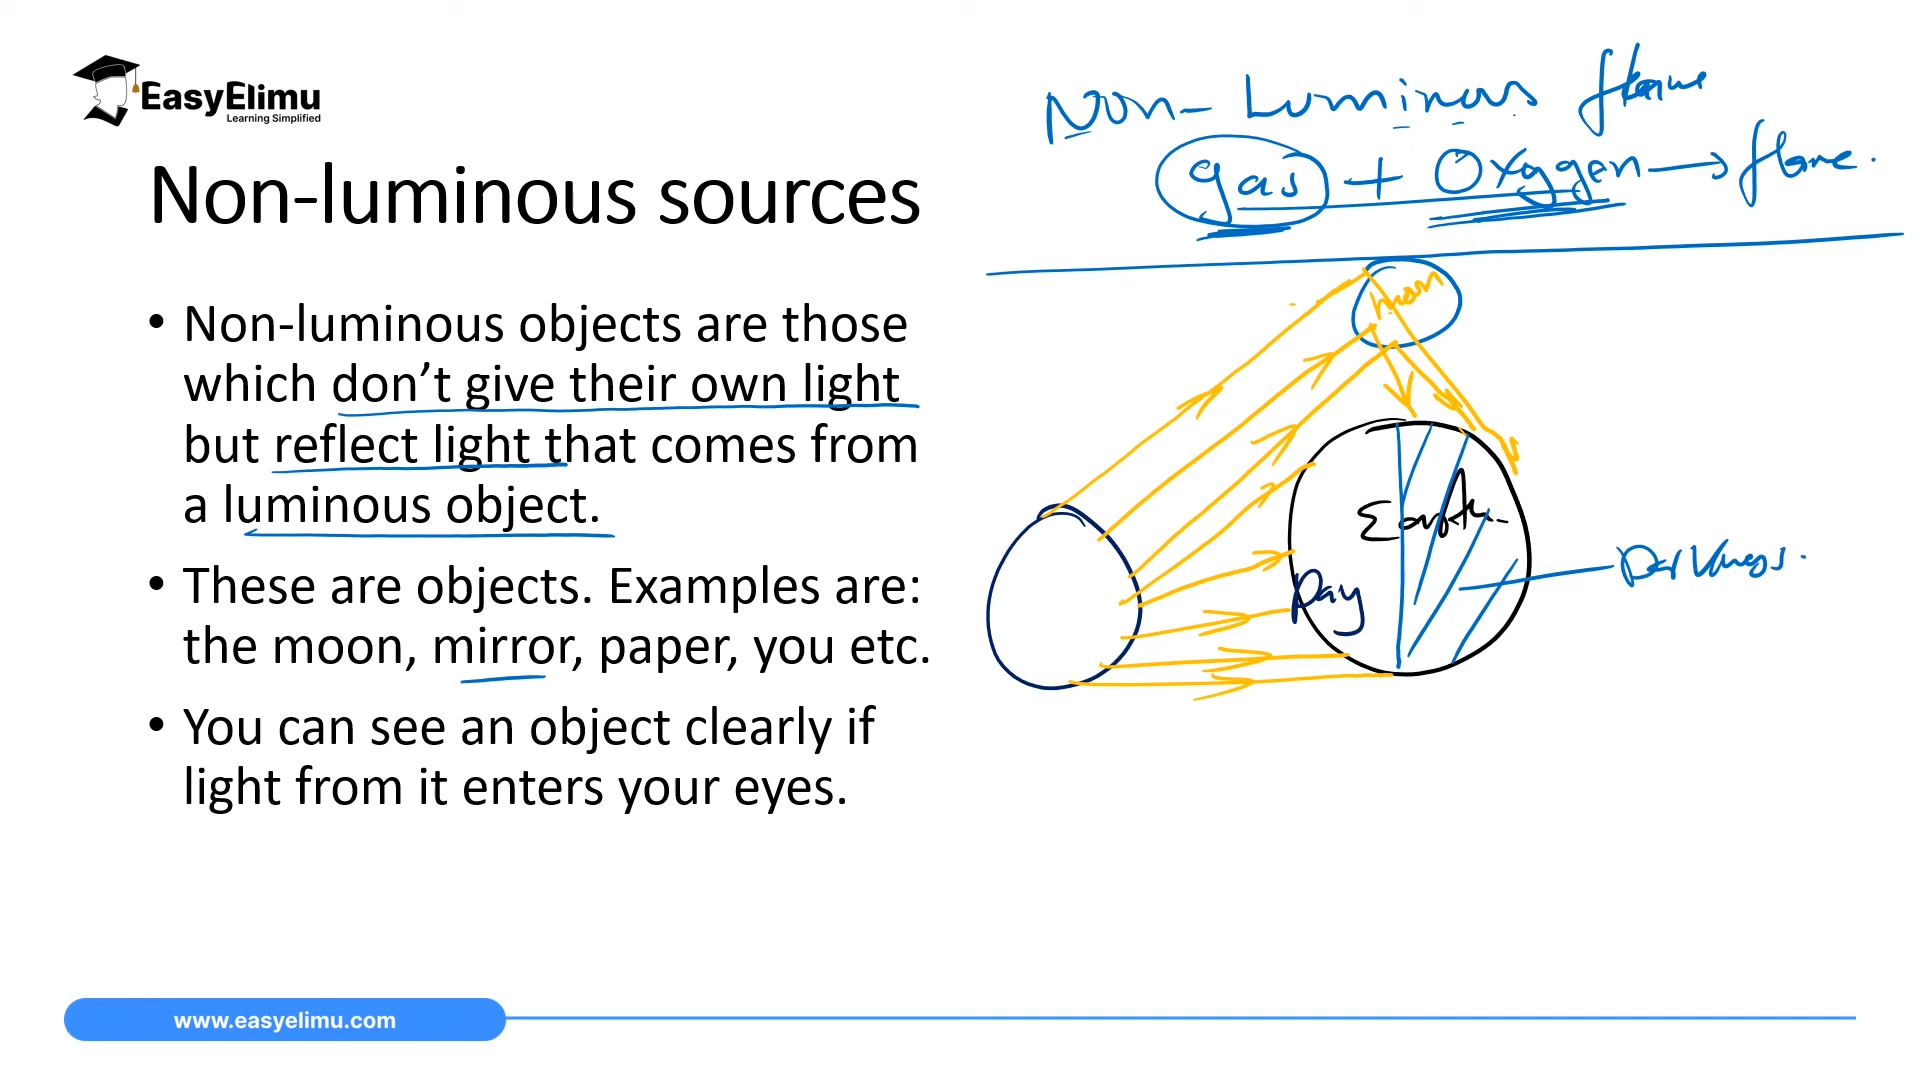 EasyElimu
Learning Simplified
Non-luminous sources
• Non-luminous objects are those
which don’t give their own light
but reflect light that comes from
a luminous object.
• These are objects. Examples are:
the moon, mirror, paper, you etc.
• You can see an object clearly if
light from it enters your eyes.
Non-Luminous flame
gas + Oxygen → flame.
moon
Earth
Day
www.easyelimu.com